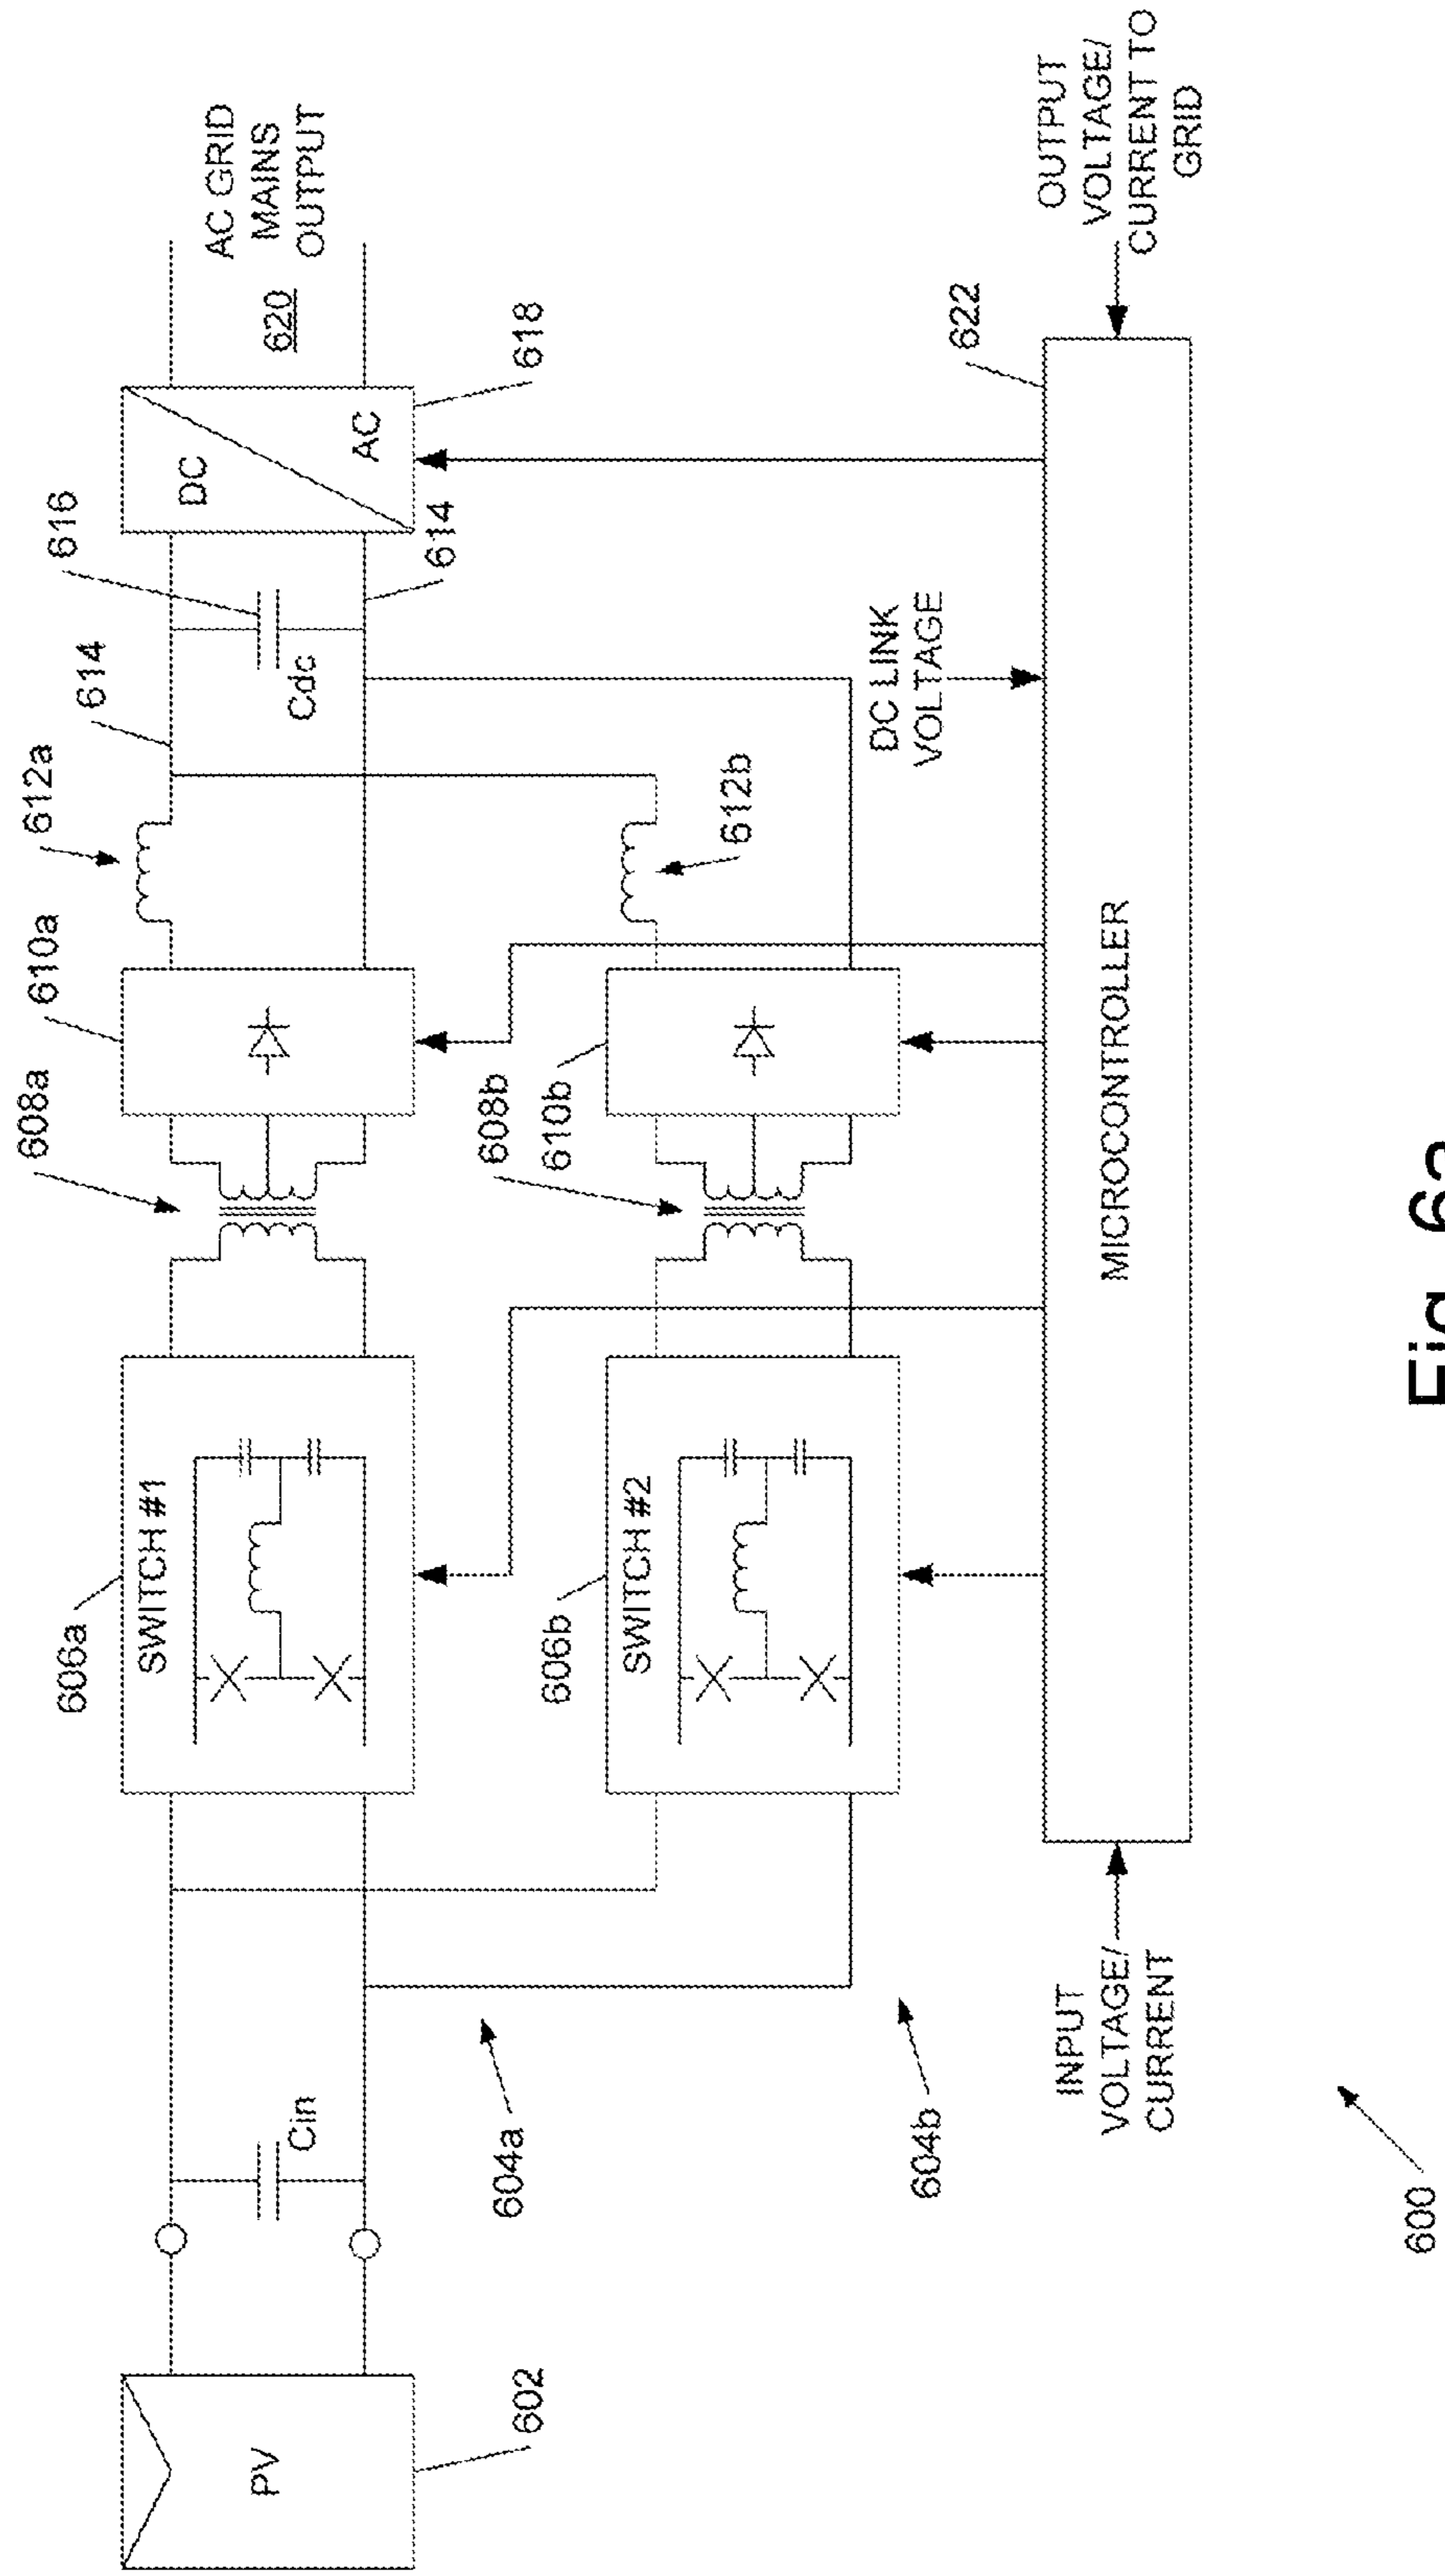 608a
610a
612a
614
616
AC GRID
MAINS
OUTPUT
620
606a
SWITCH #1
DC
AC
618
614
Cdc
PV
602
Cin
604a
608b
610b
612b
606b
SWITCH #2
604b
DC LINK
VOLTAGE
622
INPUT
VOLTAGE/
CURRENT
MICROCONTROLLER
OUTPUT
VOLTAGE/
CURRENT TO
GRID
600
Fig. 6a